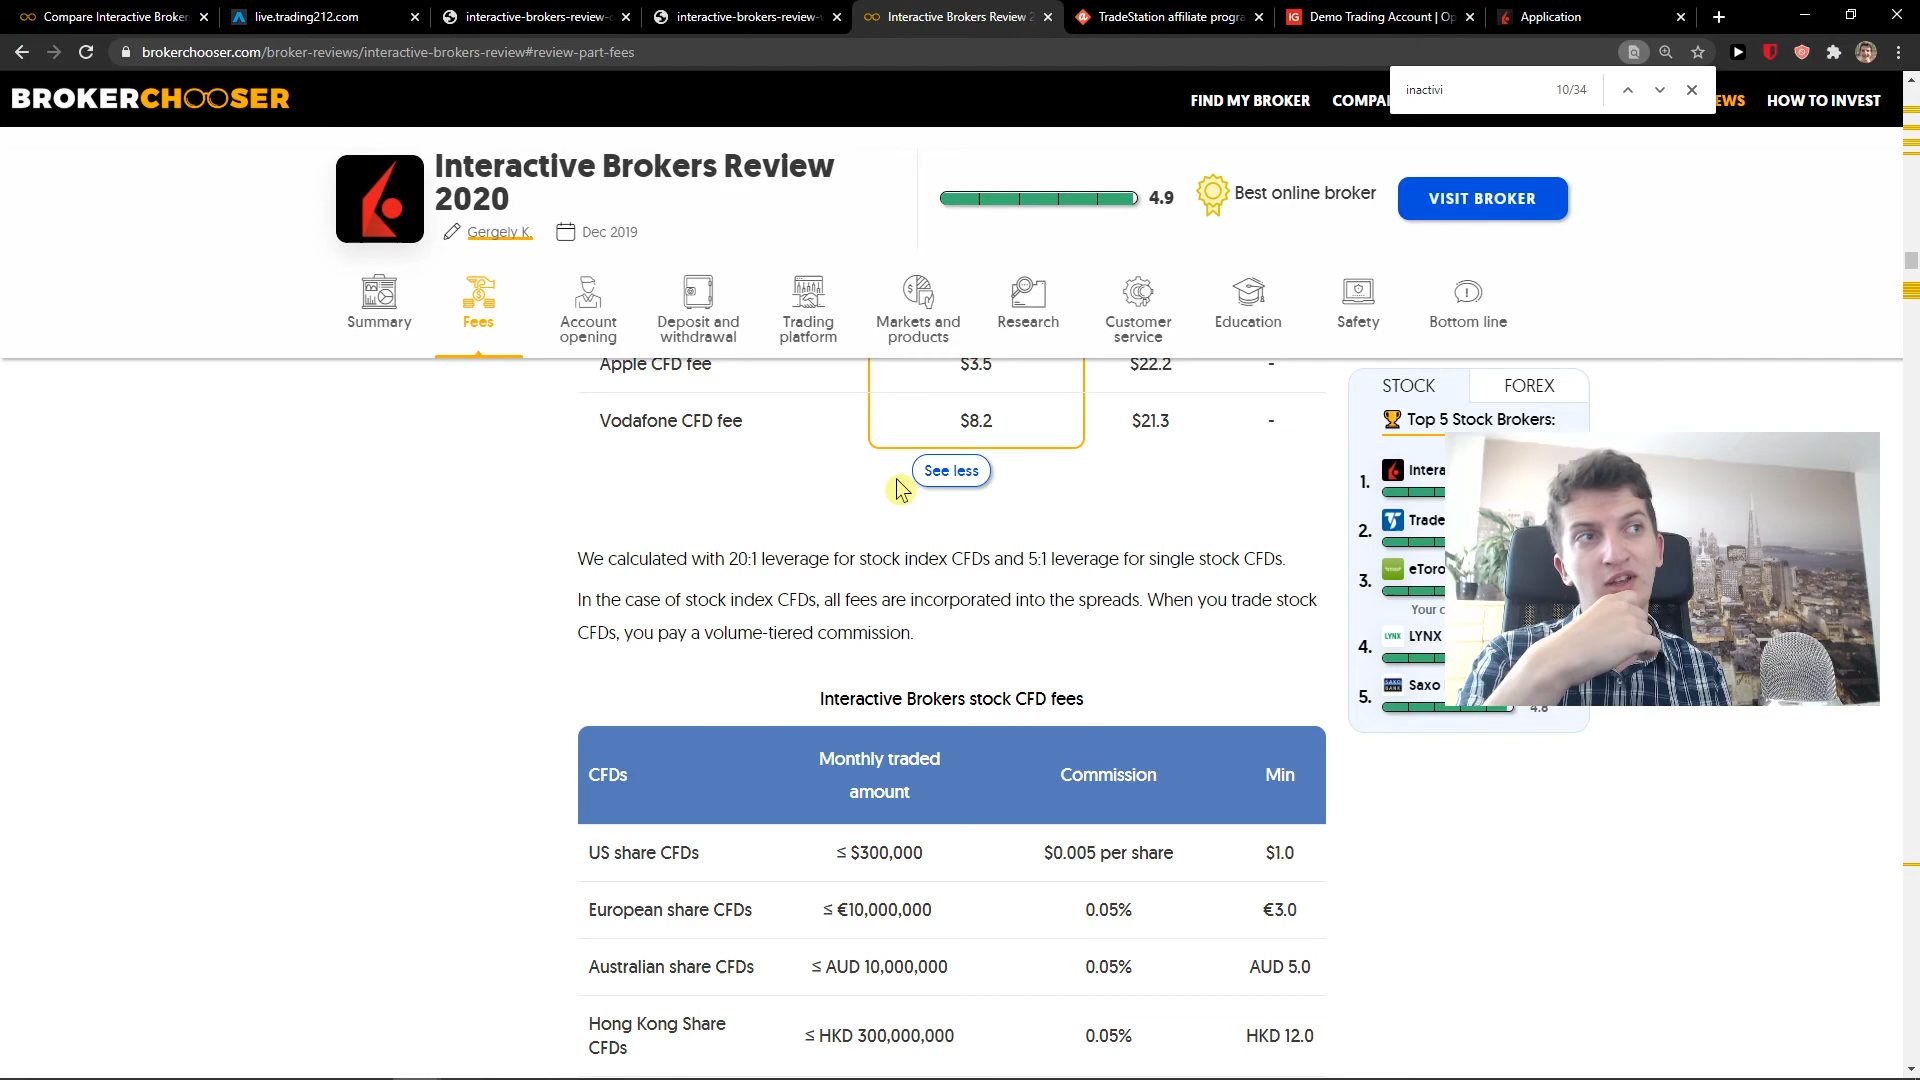 Compare Interactive Broker
live.trading212.com
interactive-brokers-review-
interactive-brokers-review-
Interactive Brokers Review 2
TradeStation affiliate progra
IG
Demo Trading Account | Op
Application
brokerchooser.com/broker-reviews/interactive-brokers-review#review-part-fees
inactivi
10/34
BROKERCHOOSER
FIND MY BROKER
COMPA
EWS
HOW TO INVEST
Interactive Brokers Review
2020
Gergely K.
Dec 2019
4.9
Best online broker
VISIT BROKER
Summary
Fees
Account
opening
Deposit and
withdrawal
Trading
platform
Markets and
products
Research
Customer
service
Education
Safety
Bottom line
Apple CFD fee
$3.5
$22.2
-
Vodafone CFD fee
$8.2
$21.3
-
See less
STOCK
FOREX
Top 5 Stock Brokers:
1.
Intera
2.
Trade
3.
eToro
Your c
4.
LYNX
LYNX
5.
SAXO
BANK
Saxo
4.8
We calculated with 20:1 leverage for stock index CFDs and 5:1 leverage for single stock CFDs.
In the case of stock index CFDs, all fees are incorporated into the spreads. When you trade stock
CFDs, you pay a volume-tiered commission.
Interactive Brokers stock CFD fees
CFDs
Monthly traded
amount
Commission
Min
US share CFDs
≤ $300,000
$0.005 per share
$1.0
European share CFDs
≤ €10,000,000
0.05%
€3.0
Australian share CFDs
≤ AUD 10,000,000
0.05%
AUD 5.0
Hong Kong Share
CFDs
≤ HKD 300,000,000
0.05%
HKD 12.0